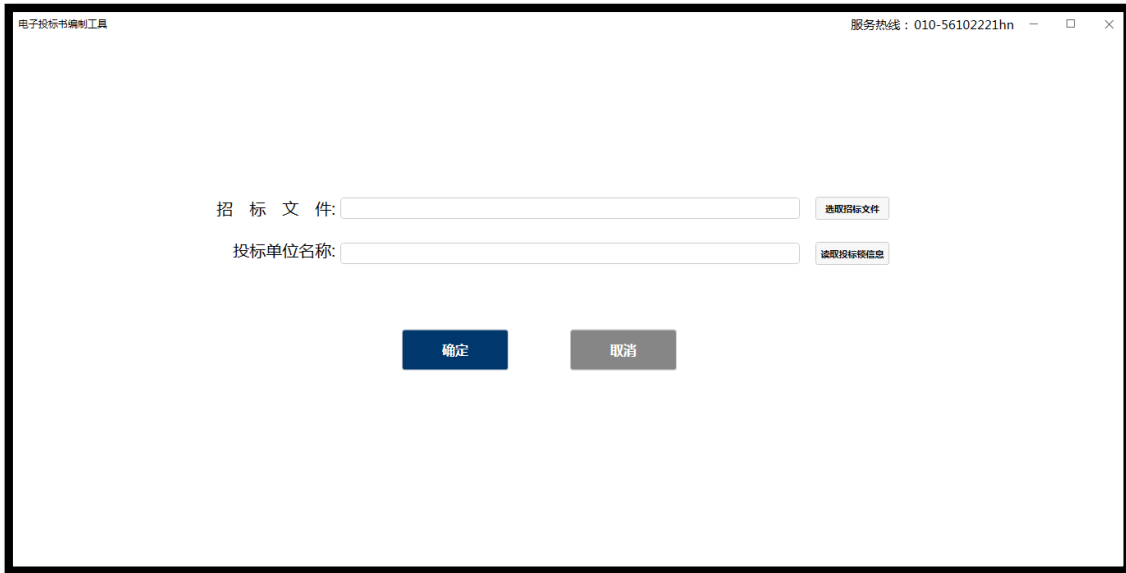 电子投标书编制工具
服务热线：010-56102221hn
招 标 文 件:
选取招标文件
投标单位名称:
读取投标锁信息
确定
取消